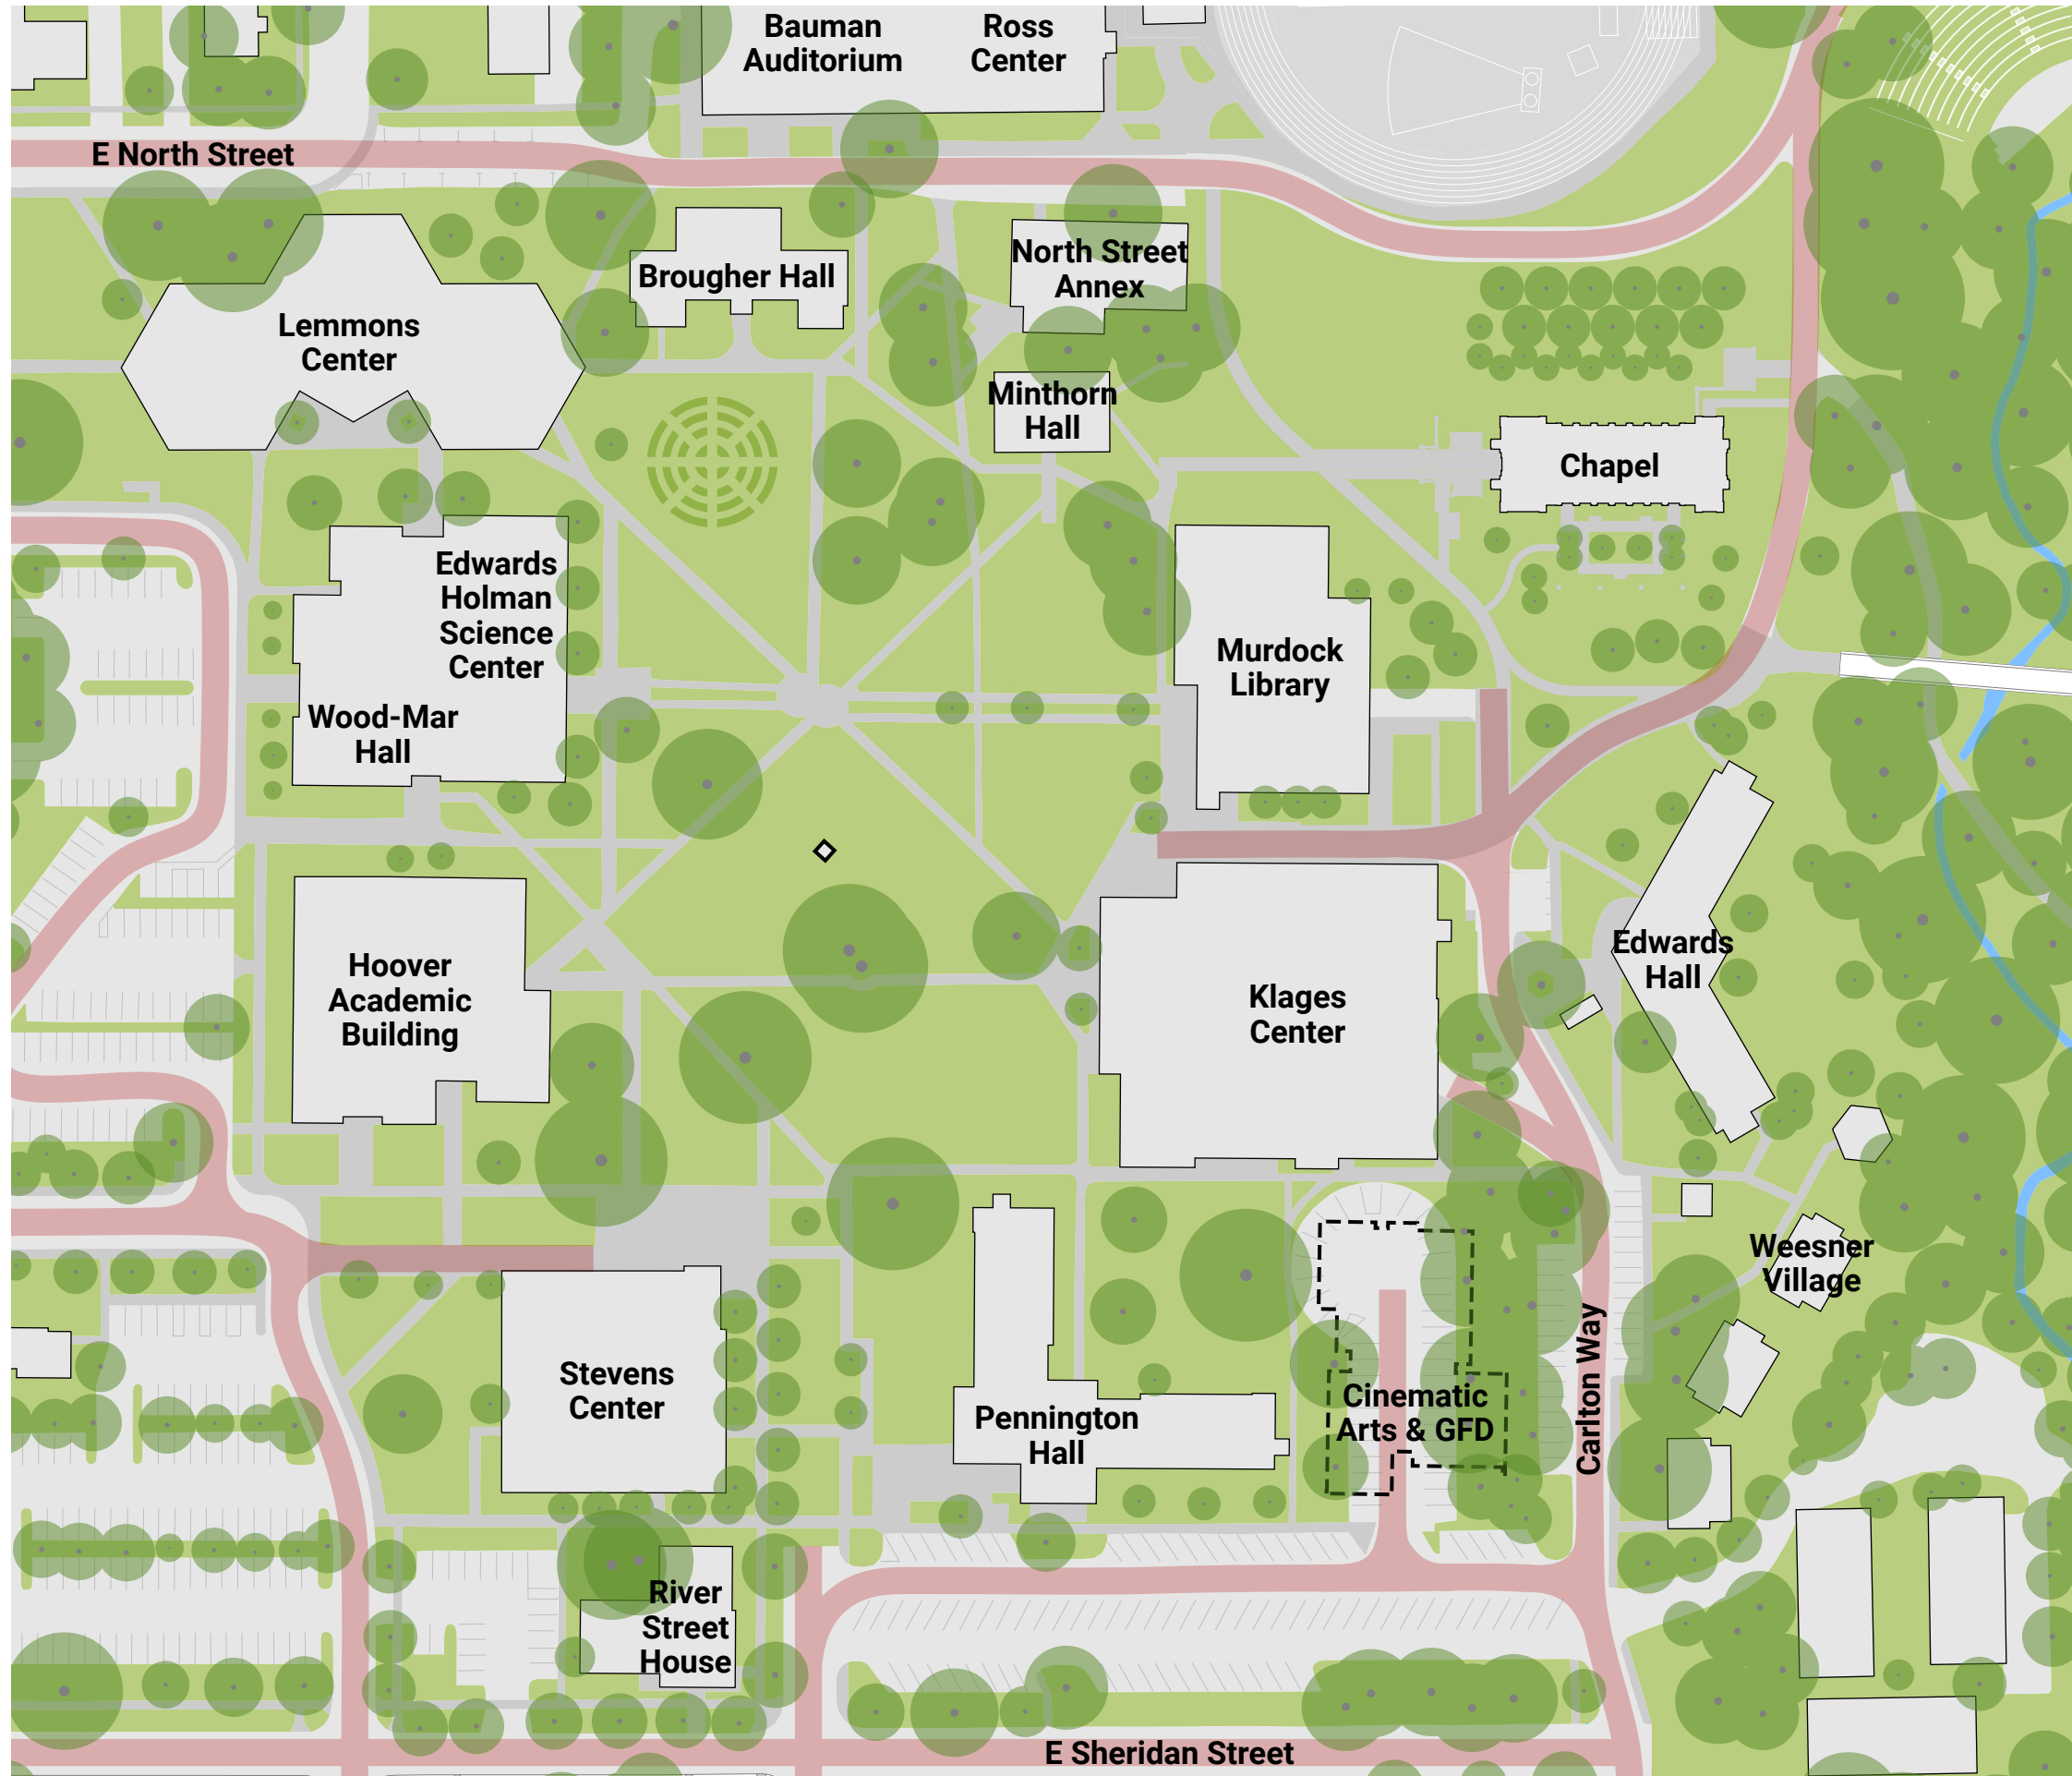 Bauman
Auditorium
Ross
Center
E North Street
North Street
Annex
Brougher Hall
Lemmons
Center
Minthorn
Hall
Chapel
Edwards
Holman
Science
Center
Murdock
Library
Wood-Mar
Hall
Edwards
Hall
Hoover
Academic
Building
Klages
Center
Weesner
Village
Stevens
Center
Pennington
Hall
Cinematic
Arts & GFD
Carlton Way
River
Street
House
E Sheridan Street